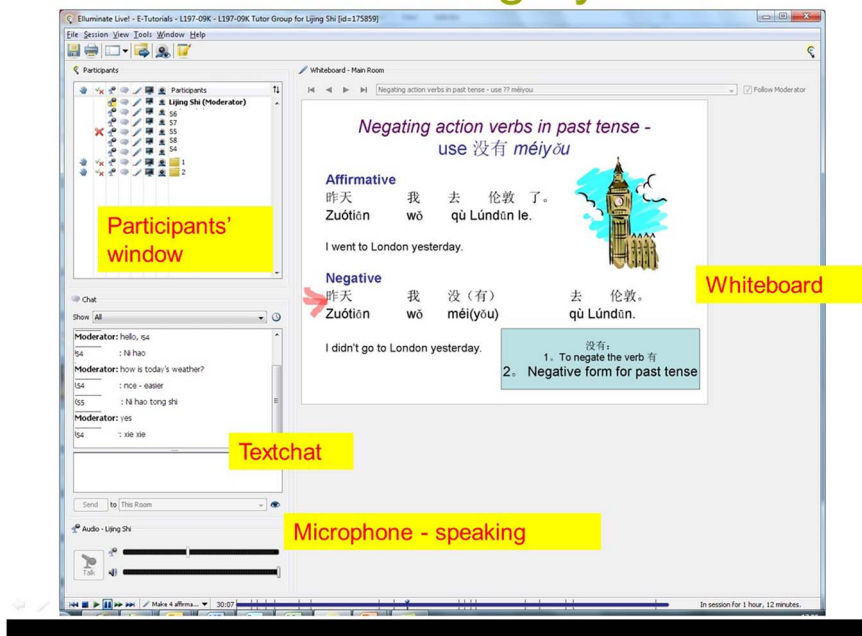 Elluminate Live! - E-Tutorials - L197-09K - L197-09K Tutor Group for Lijing Shi [id=175859]
File Session View Tools Window Help
Participants
Participants
Lijing Shi (Moderator)
S6
S7
S5
S8
S4
1
2
Participants'
window
Chat
Show All
Moderator: hello, s4
s4 : Ni hao
Moderator: how is today's weather?
s4 : nce - easier
s5 : Ni hao tong shi
Moderator: yes
s4 : xie xie
Textchat
Send to This Room
Microphone - speaking
Audio - Lijing Shi
Talk
Make 4 affirma... 30:07
In session for 1 hour, 12 minutes.
Whiteboard - Main Room
Negating action verbs in past tense - use ?? méiyou
Follow Moderator
Negating action verbs in past tense -
use 没有 méiyǒu
Affirmative
昨天 我 去 伦敦 了。
Zuótiān wǒ qù Lúndūn le.
I went to London yesterday.
Negative
昨天 我 没（有） 去 伦敦。
Zuótiān wǒ méi(yǒu) qù Lúndūn.
I didn't go to London yesterday.
没有：
1。To negate the verb 有
2。Negative form for past tense
Whiteboard